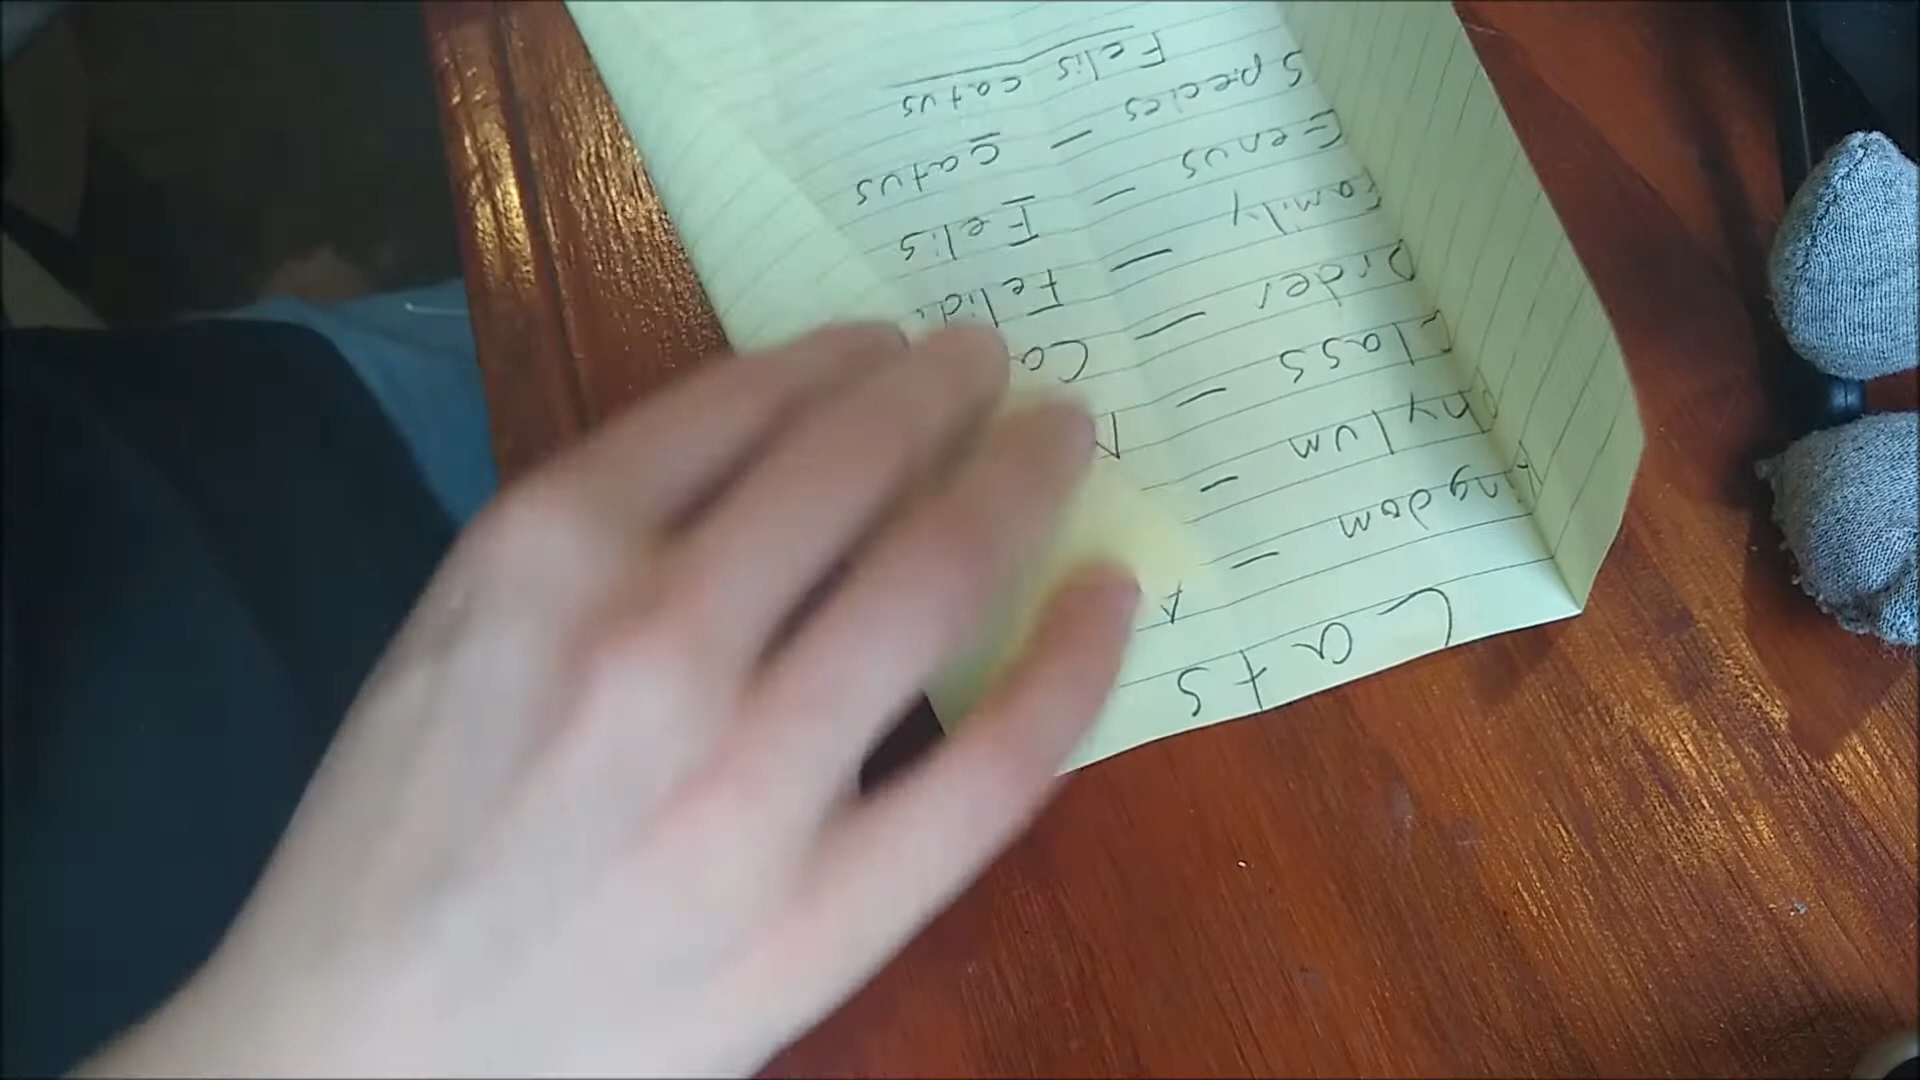 Cats
Kingdom - A
Phylum -
Class -
Order - Ca
Family - Felid
Genus - Felis
Species - catus
Felis catus